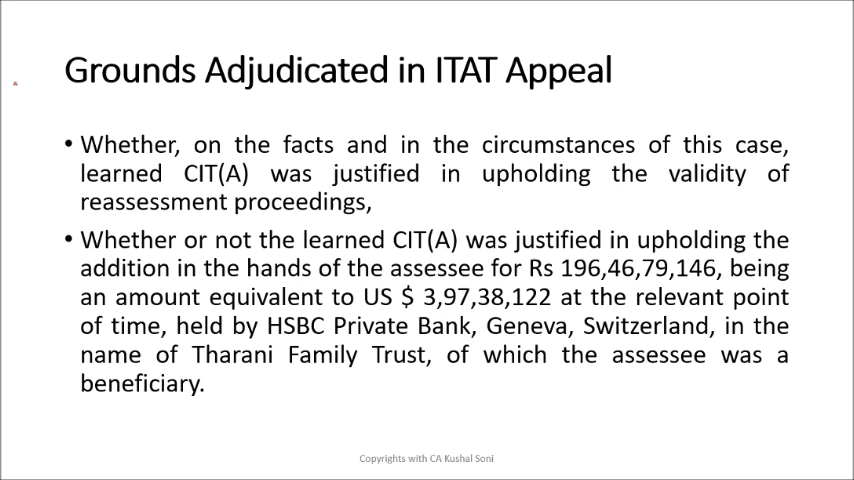 Grounds Adjudicated in ITAT Appeal
• Whether, on the facts and in the circumstances of this case,
learned CIT(A) was justified in upholding the validity of
reassessment proceedings,
• Whether or not the learned CIT(A) was justified in upholding the
addition in the hands of the assessee for Rs 196,46,79,146, being
an amount equivalent to US $ 3,97,38,122 at the relevant point
of time, held by HSBC Private Bank, Geneva, Switzerland, in the
name of Tharani Family Trust, of which the assessee was a
beneficiary.
Copyrights with CA Kushal Soni